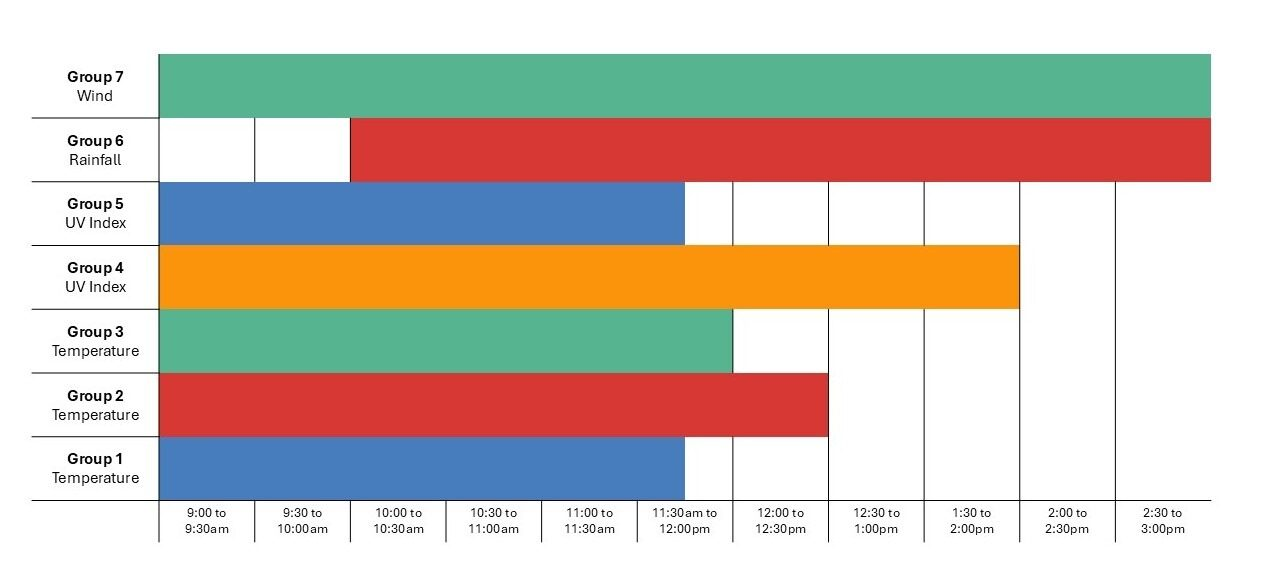 Group 7
Wind
Group 6
Rainfall
Group 5
UV Index
Group 4
UV Index
Group 3
Temperature
Group 2
Temperature
Group 1
Temperature
9:00 to
9:30am
9:30 to
10:00am
10:00 to
10:30am
10:30 to
11:00am
11:00 to
11:30am
11:30am to
12:00pm
12:00 to
12:30pm
12:30 to
1:00pm
1:30 to
2:00pm
2:00 to
2:30pm
2:30 to
3:00pm